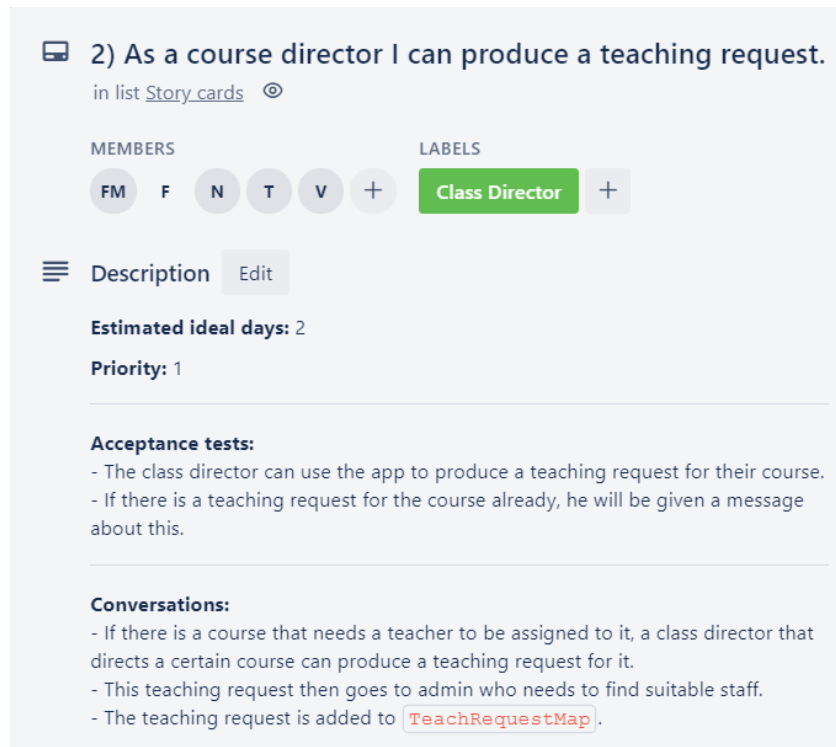 2) As a course director I can produce a teaching request.
in list Story cards
MEMBERS
LABELS
FM F N T V + Class Director +
Description Edit
Estimated ideal days: 2
Priority: 1
Acceptance tests:
- The class director can use the app to produce a teaching request for their course.
- If there is a teaching request for the course already, he will be given a message
about this.
Conversations:
- If there is a course that needs a teacher to be assigned to it, a class director that
directs a certain course can produce a teaching request for it.
- This teaching request then goes to admin who needs to find suitable staff.
- The teaching request is added to TeachRequestMap.